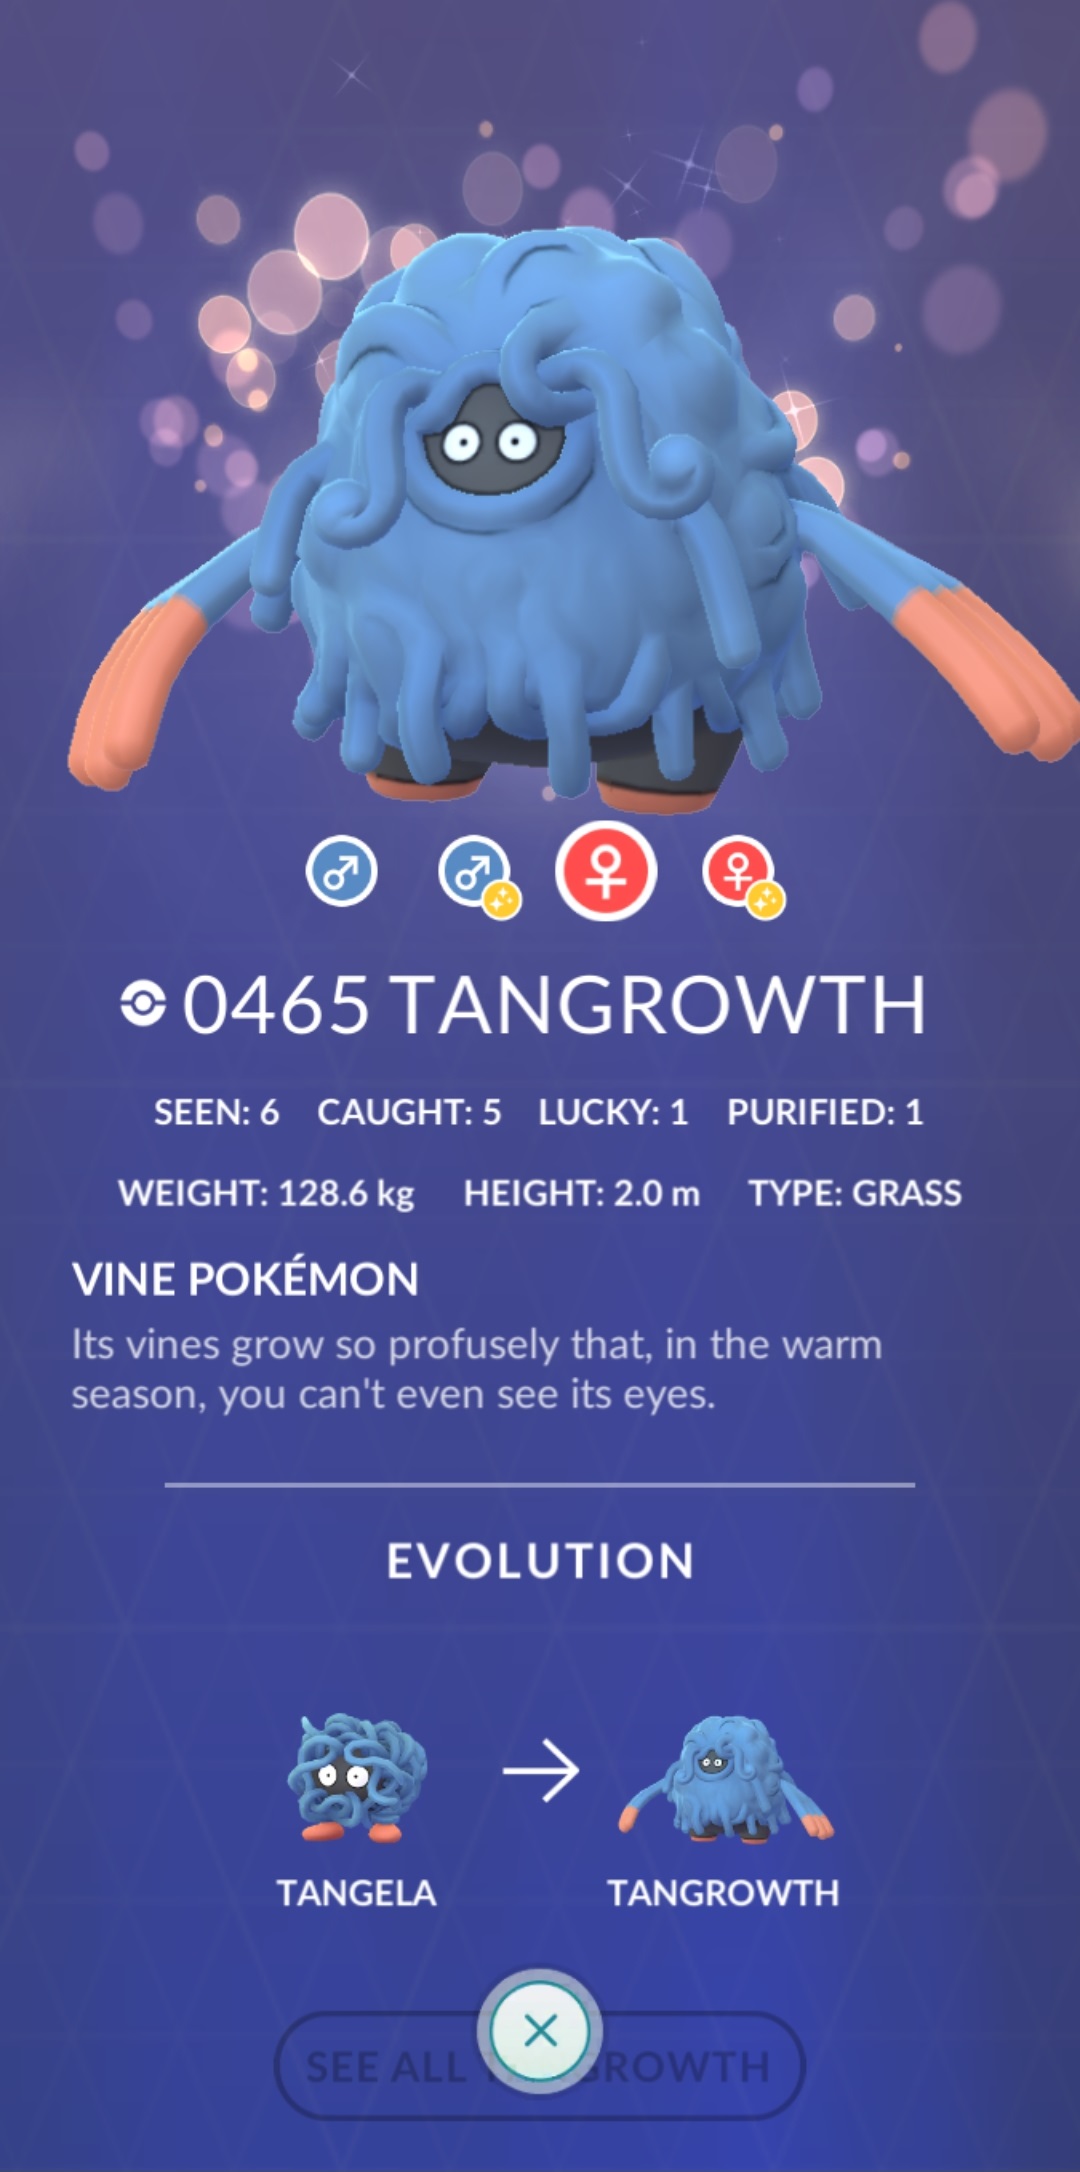 0465 TANGROWTH
SEEN: 6 CAUGHT: 5 LUCKY: 1 PURIFIED: 1
WEIGHT: 128.6 kg HEIGHT: 2.0 m TYPE: GRASS
VINE POKÉMON
Its vines grow so profusely that, in the warm
season, you can't even see its eyes.
EVOLUTION
TANGELA TANGROWTH
SEE ALL